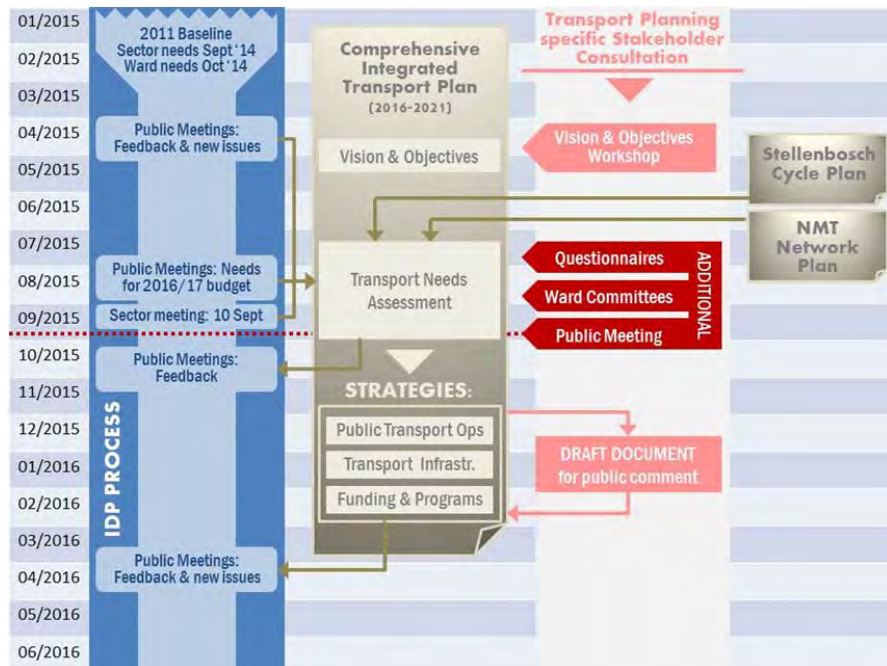 01/2015
02/2015
03/2015
04/2015
05/2015
06/2015
07/2015
08/2015
09/2015
10/2015
11/2015
12/2015
01/2016
02/2016
03/2016
04/2016
05/2016
06/2016
IDP PROCESS
2011 Baseline
Sector needs Sept '14
Ward needs Oct '14
Public Meetings:
Feedback & new issues
Public Meetings: Needs
for 2016/17 budget
Sector meeting: 10 Sept
Public Meetings:
Feedback
Public Meetings:
Feedback & new issues
Comprehensive
Integrated
Transport Plan
(2016-2021)
Vision & Objectives
Transport Needs
Assessment
STRATEGIES:
Public Transport Ops
Transport Infrastr.
Funding & Programs
Transport Planning
specific Stakeholder
Consultation
Vision & Objectives
Workshop
Questionnaires
Ward Committees
Public Meeting
ADDITIONAL
DRAFT DOCUMENT
for public comment
Stellenbosch
Cycle Plan
NMT
Network
Plan